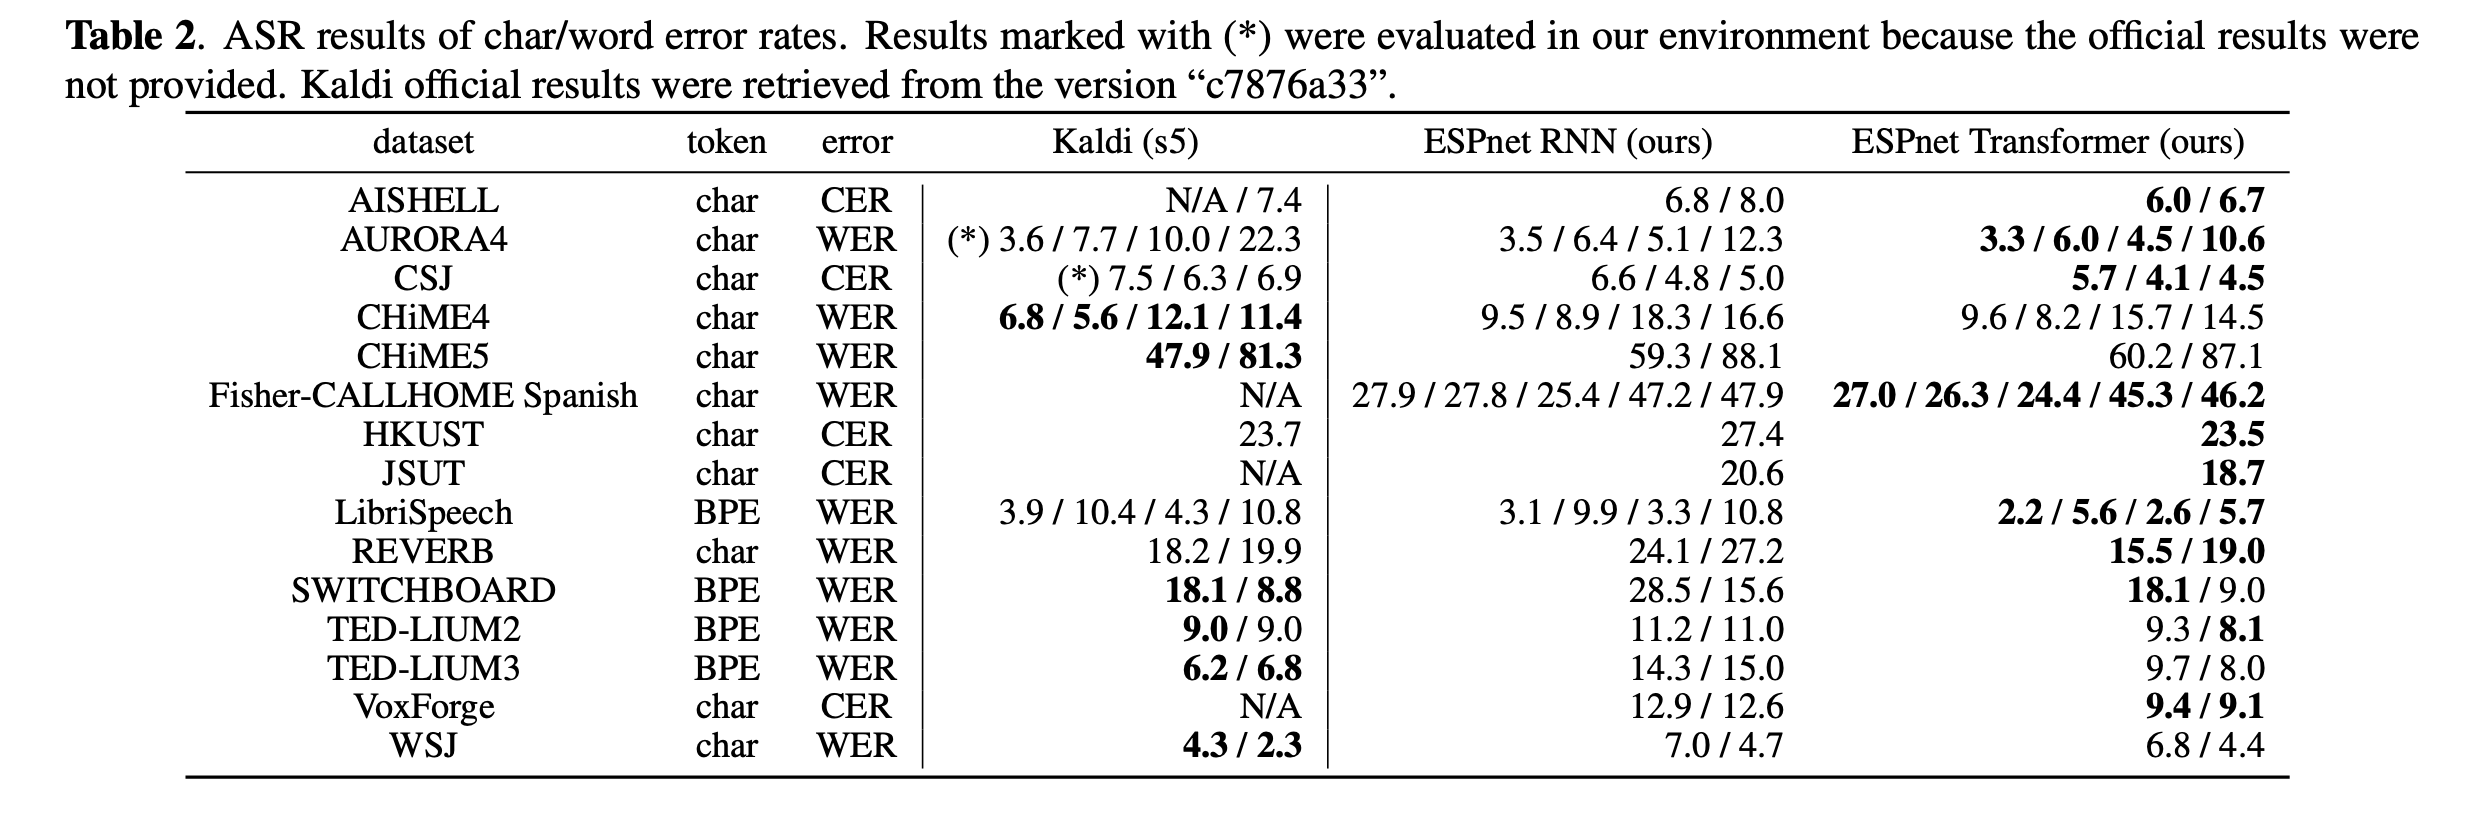 Table 2. ASR results of char/word error rates. Results marked with (*) were evaluated in our environment because the official results were
not provided. Kaldi official results were retrieved from the version “c7876a33”.
dataset token error Kaldi (s5) ESPnet RNN (ours) ESPnet Transformer (ours)
AISHELL char CER N/A / 7.4 6.8 / 8.0 6.0 / 6.7
AURORA4 char WER (*) 3.6 / 7.7 / 10.0 / 22.3 3.5 / 6.4 / 5.1 / 12.3 3.3 / 6.0 / 4.5 / 10.6
CSJ char CER (*) 7.5 / 6.3 / 6.9 6.6 / 4.8 / 5.0 5.7 / 4.1 / 4.5
CHiME4 char WER 6.8 / 5.6 / 12.1 / 11.4 9.5 / 8.9 / 18.3 / 16.6 9.6 / 8.2 / 15.7 / 14.5
CHiME5 char WER 47.9 / 81.3 59.3 / 88.1 60.2 / 87.1
Fisher-CALLHOME Spanish char WER N/A 27.9 / 27.8 / 25.4 / 47.2 / 47.9 27.0 / 26.3 / 24.4 / 45.3 / 46.2
HKUST char CER 23.7 27.4 23.5
JSUT char CER N/A 20.6 18.7
LibriSpeech BPE WER 3.9 / 10.4 / 4.3 / 10.8 3.1 / 9.9 / 3.3 / 10.8 2.2 / 5.6 / 2.6 / 5.7
REVERB char WER 18.2 / 19.9 24.1 / 27.2 15.5 / 19.0
SWITCHBOARD BPE WER 18.1 / 8.8 28.5 / 15.6 18.1 / 9.0
TED-LIUM2 BPE WER 9.0 / 9.0 11.2 / 11.0 9.3 / 8.1
TED-LIUM3 BPE WER 6.2 / 6.8 14.3 / 15.0 9.7 / 8.0
VoxForge char CER N/A 12.9 / 12.6 9.4 / 9.1
WSJ char WER 4.3 / 2.3 7.0 / 4.7 6.8 / 4.4